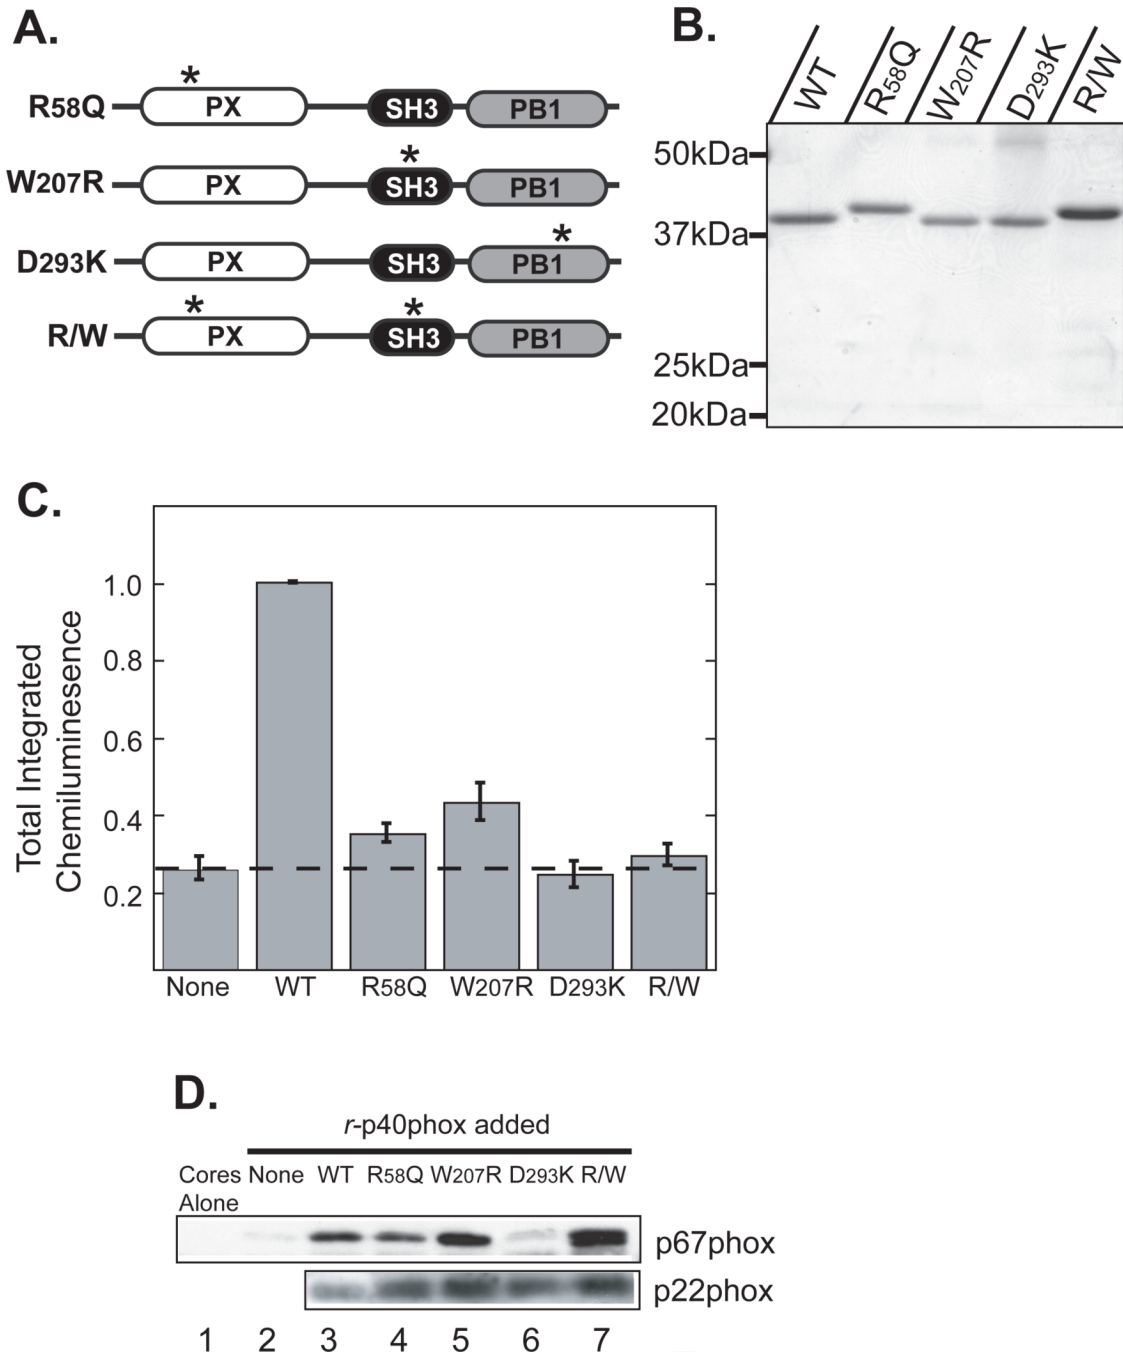 A.
* 
R58Q PX SH3 PB1
*
W207R PX SH3 PB1
*
D293K PX SH3 PB1
* *
R/W PX SH3 PB1
B.
WT R58Q W207R D293K R/W
50kDa
37kDa
25kDa
20kDa
C.
Total Integrated
Chemiluminesence
1.0
0.8
0.6
0.4
0.2
None WT R58Q W207R D293K R/W
D.
r-p40phox added
Cores None WT R58Q W207R D293K R/W
Alone
p67phox
p22phox
1 2 3 4 5 6 7